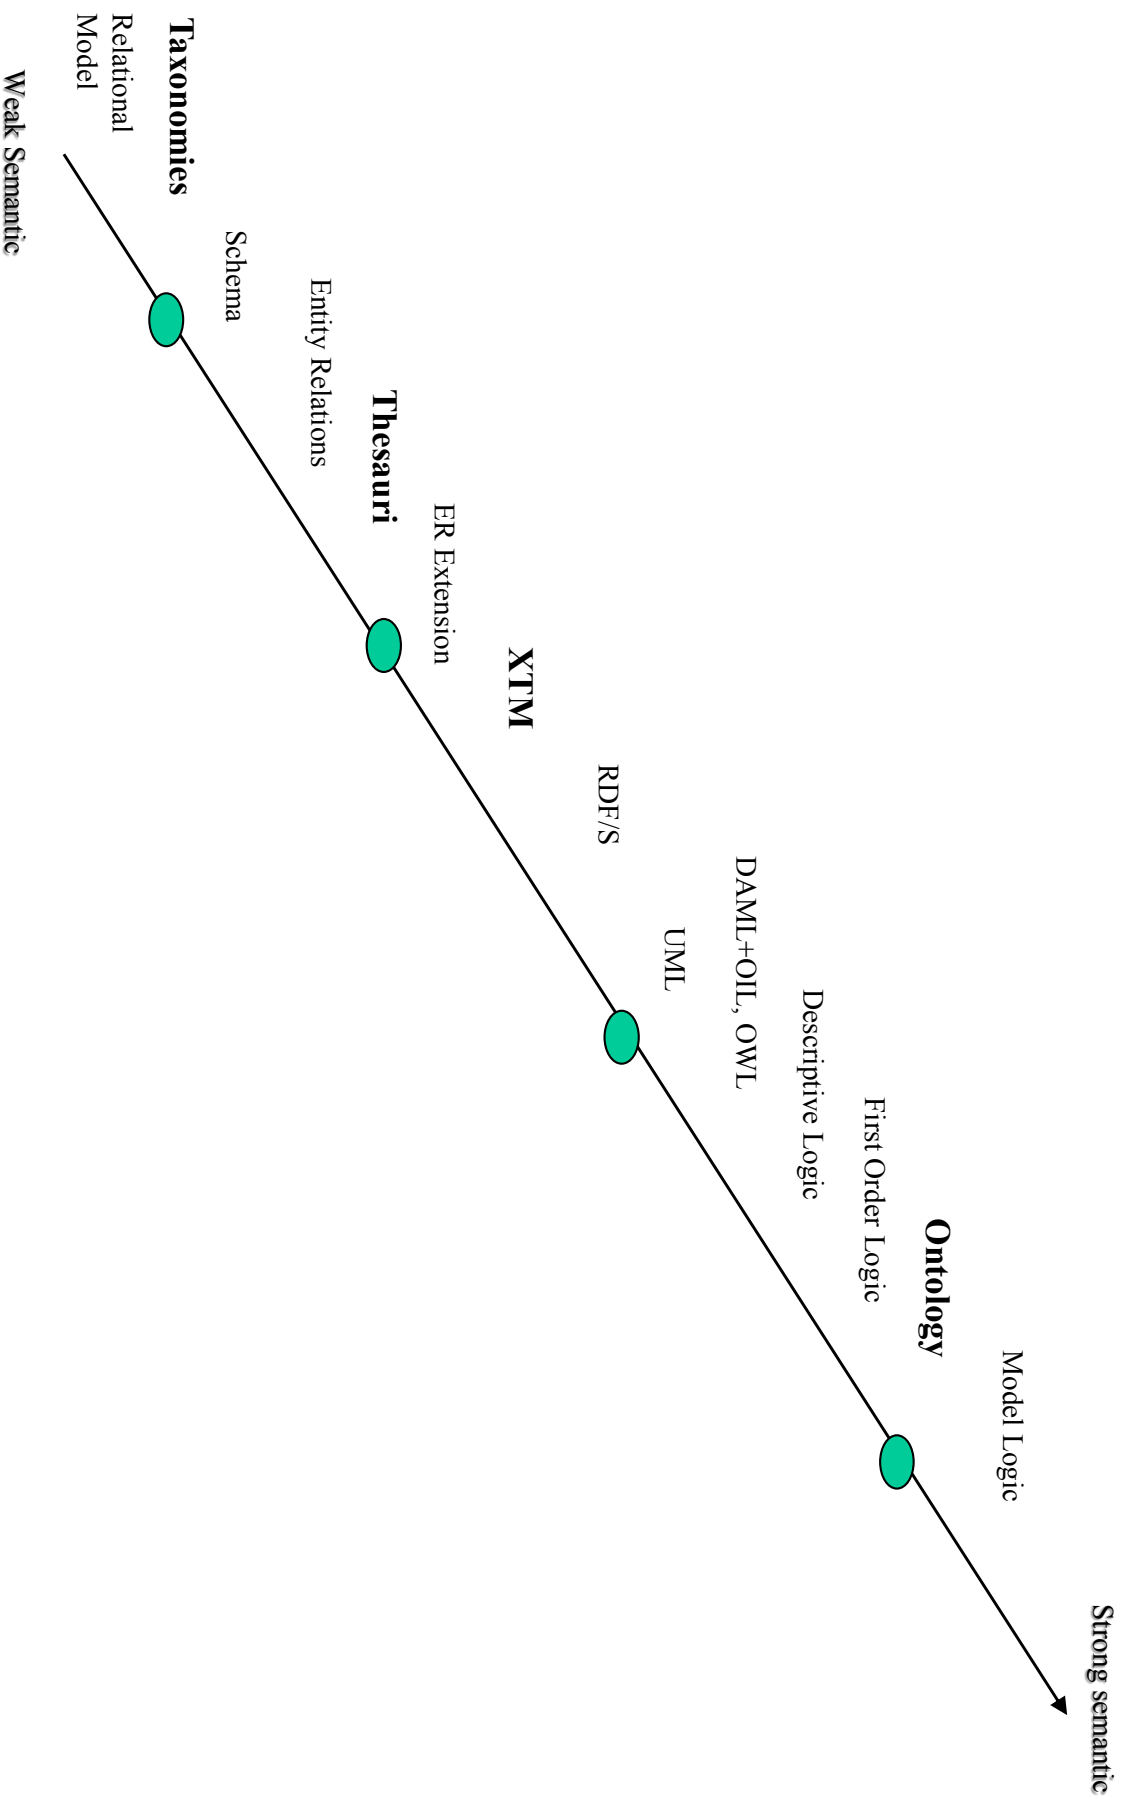 Strong semantic
Model Logic
Ontology
First Order Logic
Descriptive Logic
DAML+OIL, OWL
UML
RDF/S
XTM
ER Extension
Thesauri
Entity Relations
Schema
Taxonomies
Relational
Model
Weak Semantic